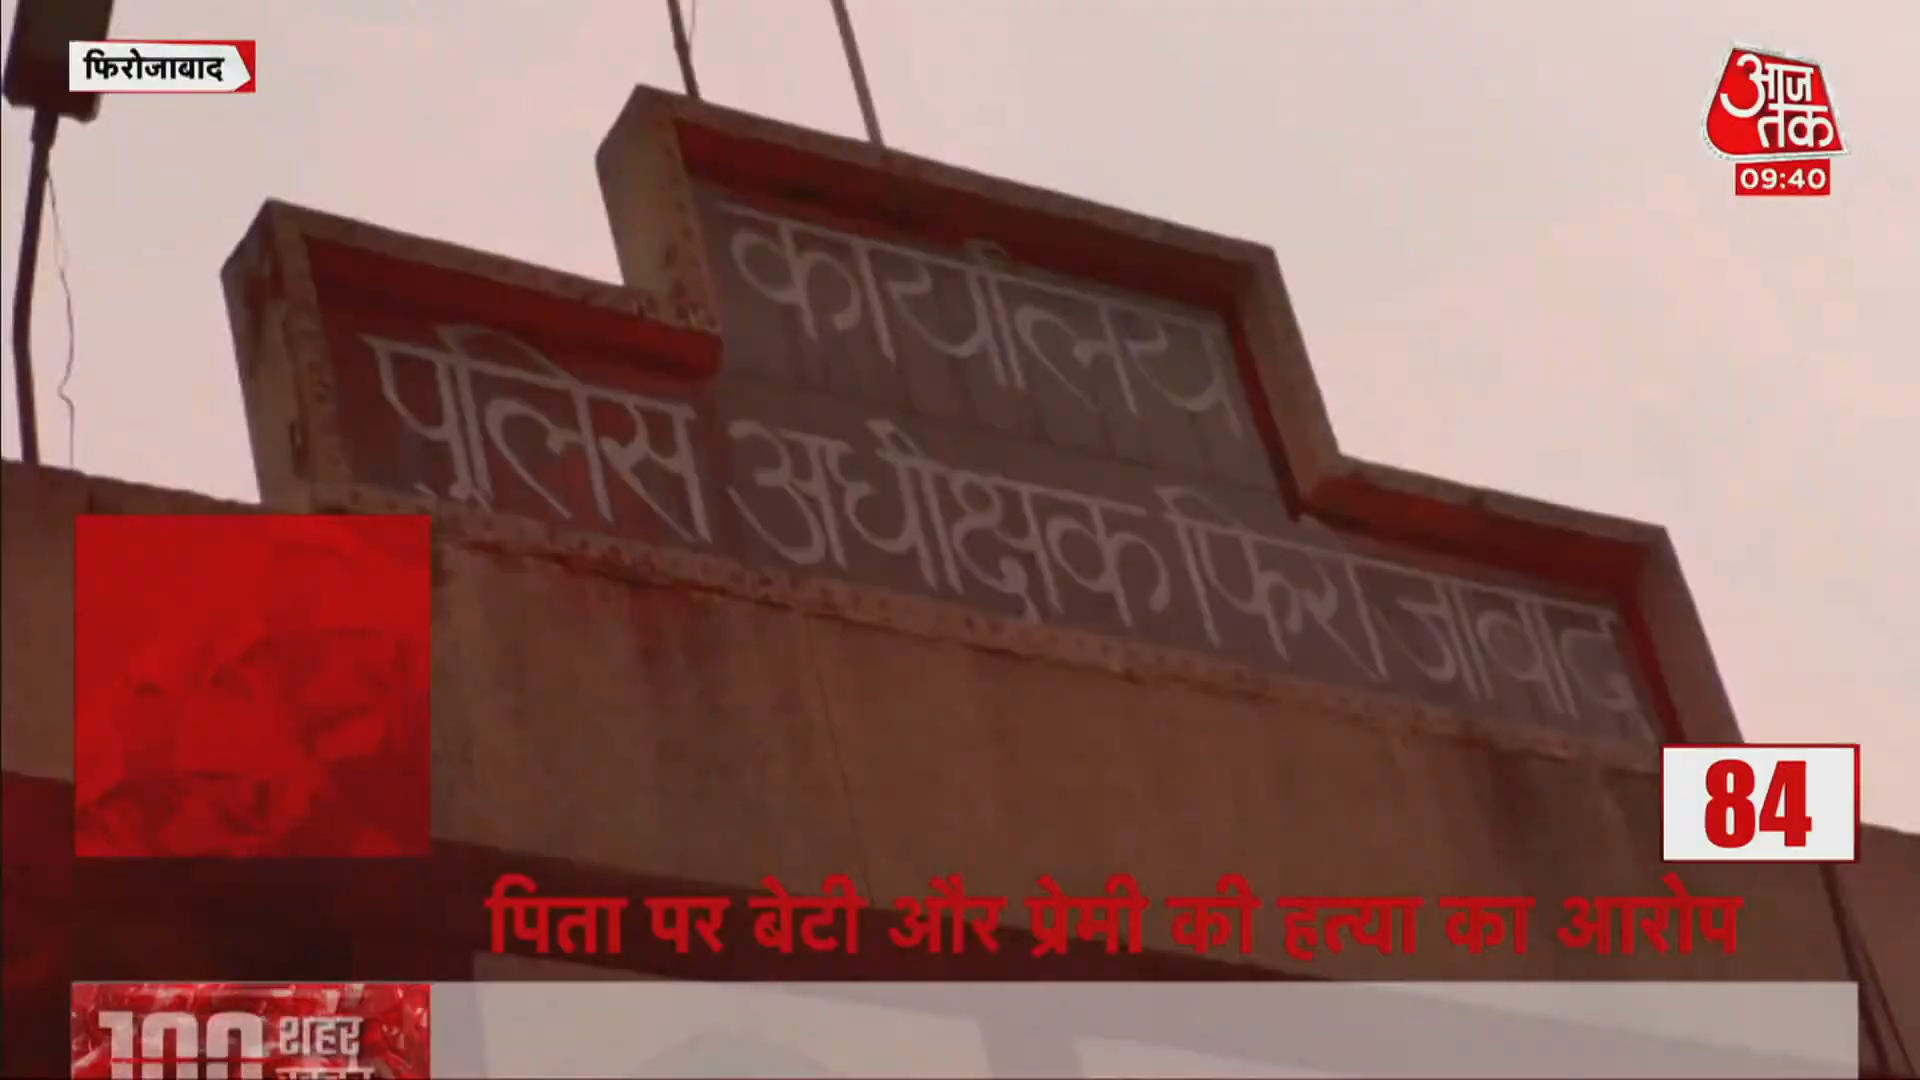 फिरोजाबाद
आज
तक
09:40
कार्यालय
पुलिस अधीक्षक फिरोजाबाद
84
पिता पर बेटी और प्रेमी की हत्या का आरोप
100 शहर